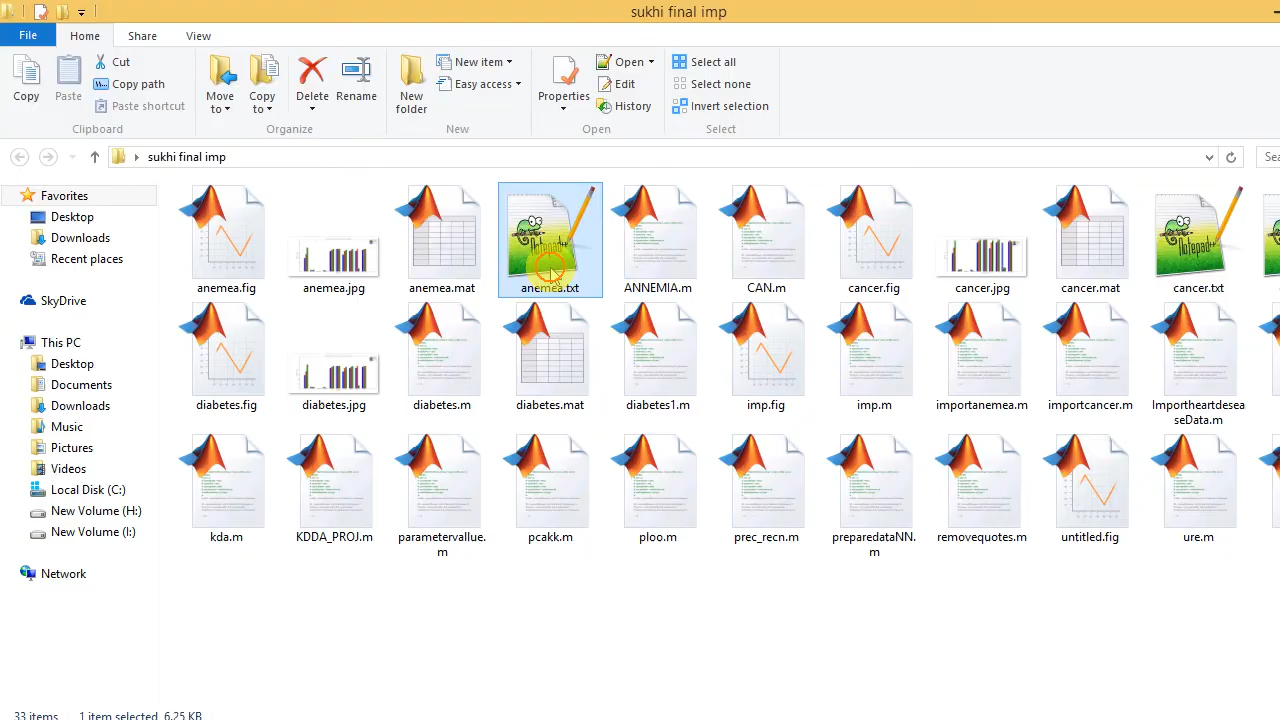 sukhi final imp
File Home Share View
Copy
Paste
Cut
Copy path
Paste shortcut
Clipboard
Move to
Copy to
Delete
Rename
Organize
New folder
New item
Easy access
New
Properties
Open
Edit
History
Open
Select all
Select none
Invert selection
Select
sukhi final imp
Sea
Favorites
Desktop
Downloads
Recent places
SkyDrive
This PC
Desktop
Documents
Downloads
Music
Pictures
Videos
Local Disk (C:)
New Volume (H:)
New Volume (I:)
Network
anemea.fig anemea.jpg anemea.mat anemea.txt ANNEMIA.m CAN.m cancer.fig cancer.jpg cancer.mat cancer.txt
diabetes.fig diabetes.jpg diabetes.m diabetes.mat diabetes1.m imp.fig imp.m importanemea.m importcancer.m Importheartdesea
seData.m
kda.m KDDA_PROJ.m parametervallue. pcakk.m ploo.m prec_recn.m preparedataNN. removequotes.m untitled.fig ure.m
m m
33 items 1 item selected 6.25 KB